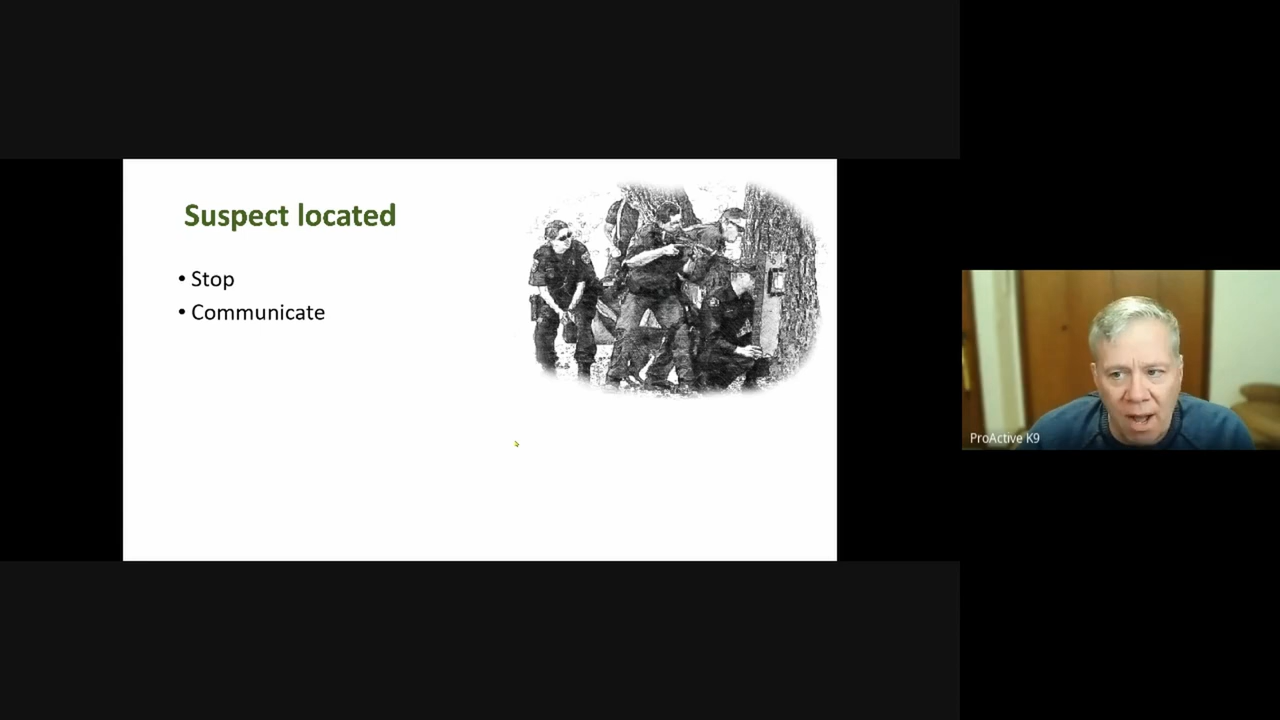 Suspect located
• Stop
• Communicate
ProActive K9